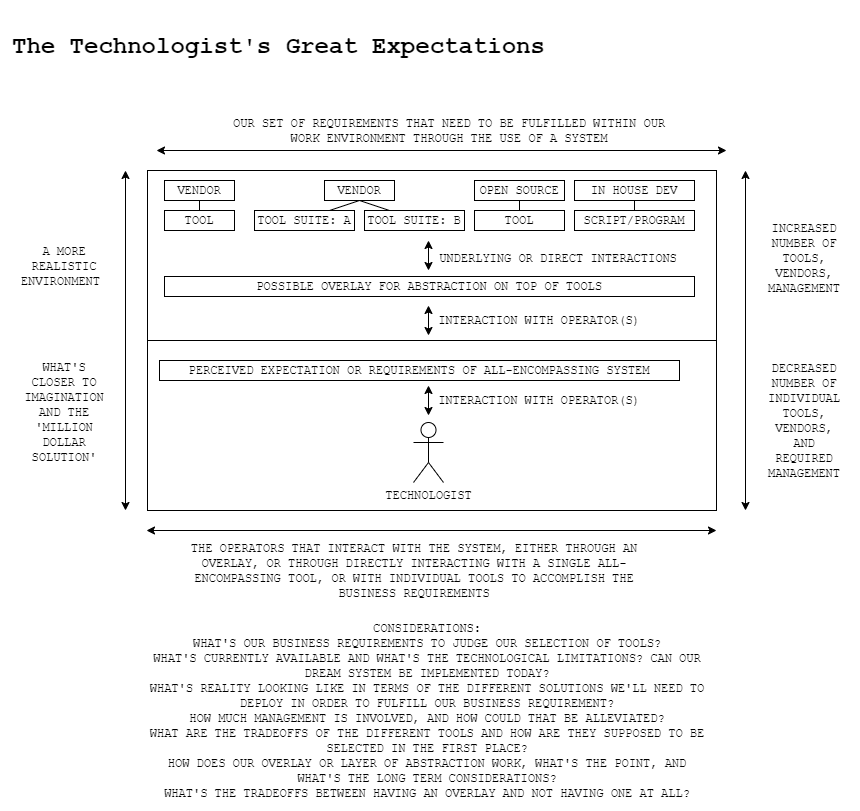 The Technologist's Great Expectations
OUR SET OF REQUIREMENTS THAT NEED TO BE FULFILLED WITHIN OUR
WORK ENVIRONMENT THROUGH THE USE OF A SYSTEM
VENDOR
VENDOR
OPEN SOURCE
IN HOUSE DEV
TOOL
TOOL SUITE: A
TOOL SUITE: B
TOOL
SCRIPT/PROGRAM
UNDERLYING OR DIRECT INTERACTIONS
POSSIBLE OVERLAY FOR ABSTRACTION ON TOP OF TOOLS
INTERACTION WITH OPERATOR(S)
A MORE
REALISTIC
ENVIRONMENT
INCREASED
NUMBER OF
TOOLS,
VENDORS,
MANAGEMENT
PERCEIVED EXPECTATION OR REQUIREMENTS OF ALL-ENCOMPASSING SYSTEM
INTERACTION WITH OPERATOR(S)
TECHNOLOGIST
WHAT'S
CLOSER TO
IMAGINATION
AND THE
'MILLION
DOLLAR
SOLUTION'
DECREASED
NUMBER OF
INDIVIDUAL
TOOLS,
VENDORS,
AND
REQUIRED
MANAGEMENT
THE OPERATORS THAT INTERACT WITH THE SYSTEM, EITHER THROUGH AN
OVERLAY, OR THROUGH DIRECTLY INTERACTING WITH A SINGLE ALL-
ENCOMPASSING TOOL, OR WITH INDIVIDUAL TOOLS TO ACCOMPLISH THE
BUSINESS REQUIREMENTS
CONSIDERATIONS:
WHAT'S OUR BUSINESS REQUIREMENTS TO JUDGE OUR SELECTION OF TOOLS?
WHAT'S CURRENTLY AVAILABLE AND WHAT'S THE TECHNOLOGICAL LIMITATIONS? CAN OUR
DREAM SYSTEM BE IMPLEMENTED TODAY?
WHAT'S REALITY LOOKING LIKE IN TERMS OF THE DIFFERENT SOLUTIONS WE'LL NEED TO
DEPLOY IN ORDER TO FULFILL OUR BUSINESS REQUIREMENT?
HOW MUCH MANAGEMENT IS INVOLVED, AND HOW COULD THAT BE ALLEVIATED?
WHAT ARE THE TRADEOFFS OF THE DIFFERENT TOOLS AND HOW ARE THEY SUPPOSED TO BE
SELECTED IN THE FIRST PLACE?
HOW DOES OUR OVERLAY OR LAYER OF ABSTRACTION WORK, WHAT'S THE POINT, AND
WHAT'S THE LONG TERM CONSIDERATIONS?
WHAT'S THE TRADEOFFS BETWEEN HAVING AN OVERLAY AND NOT HAVING ONE AT ALL?